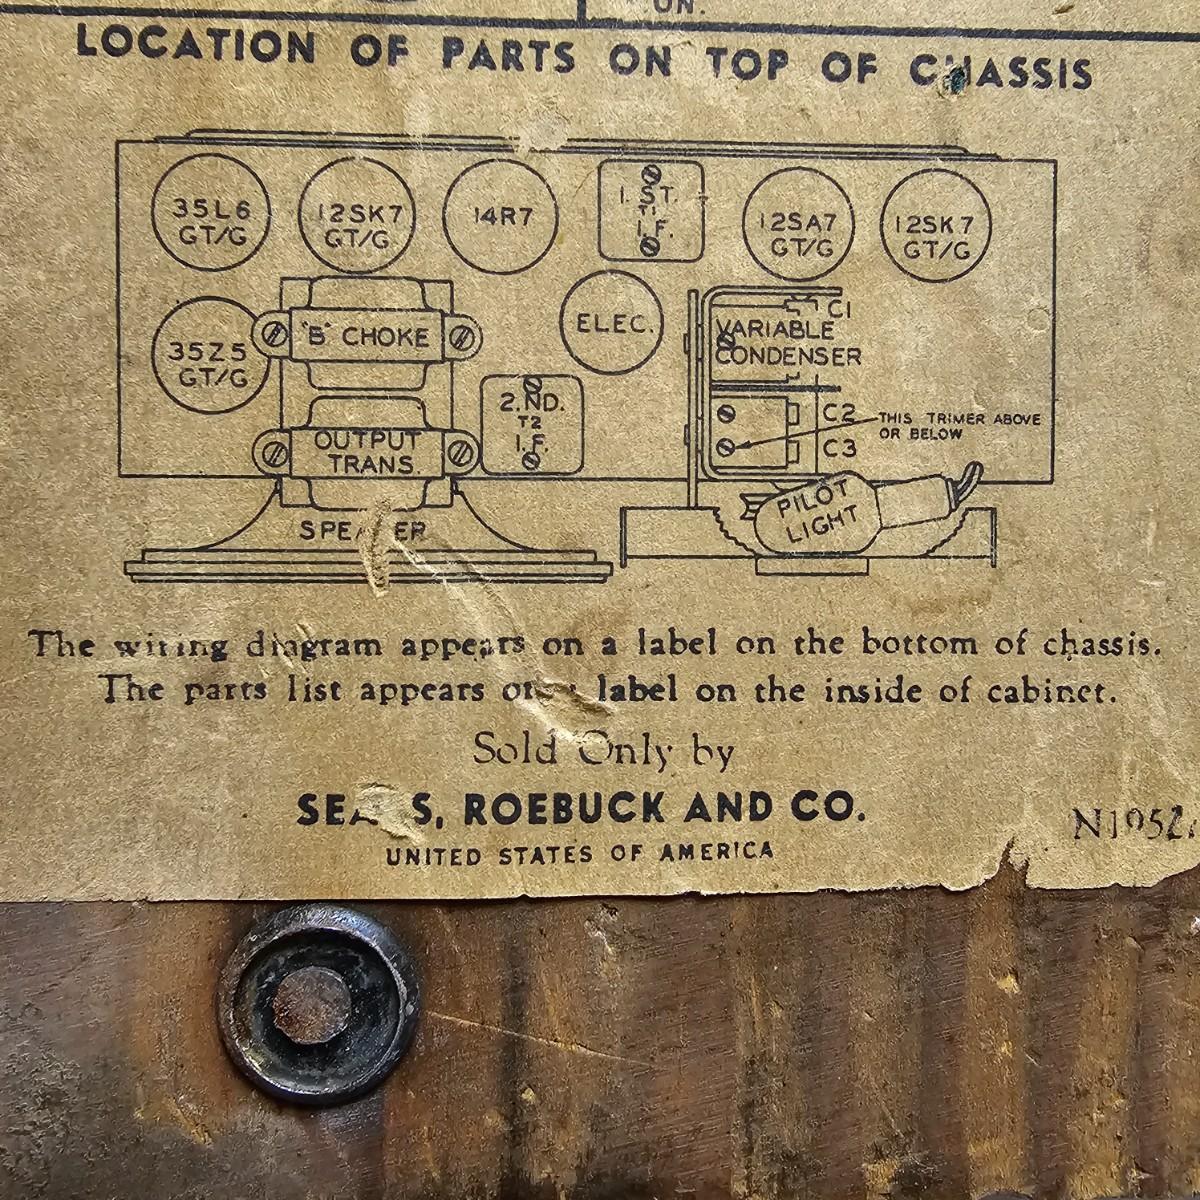 ON.
LOCATION OF PARTS ON TOP OF CHASSIS
35L6
GT/G
12SK7
GT/G
14R7
1.ST.
T1
I.F.
12SA7
GT/G
12SK7
GT/G
35Z5
GT/G
"B" CHOKE
ELEC.
C1
VARIABLE
CONDENSER
2.ND.
T2
I.F.
C2
C3
THIS TRIMER ABOVE
OR BELOW
OUTPUT
TRANS.
PILOT
LIGHT
SPEAKER
The wiring diagram appears on a label on the bottom of chassis.
The parts list appears on a label on the inside of cabinet.
Sold Only by
SEARS, ROEBUCK AND CO.
UNITED STATES OF AMERICA
N1952